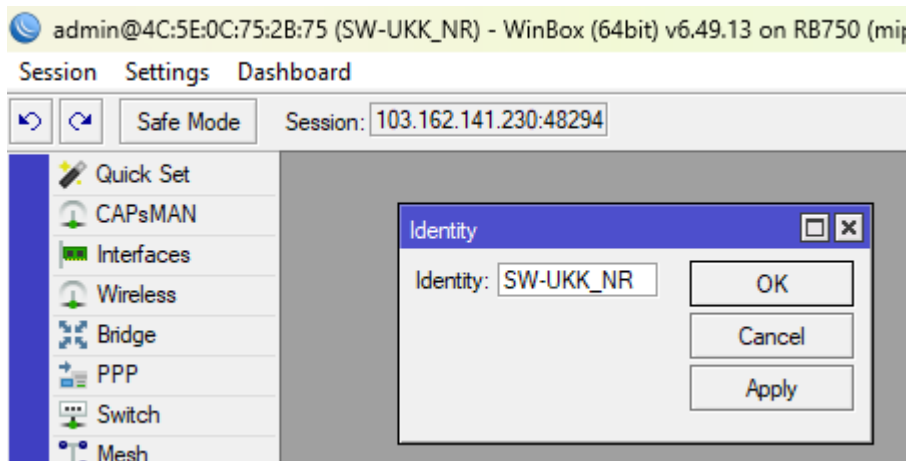 admin@4C:5E:0C:75:2B:75 (SW-UKK_NR) - WinBox (64bit) v6.49.13 on RB750
Session Settings Dashboard
Safe Mode Session: 103.162.141.230:48294
Quick Set
CAPsMAN
Interfaces
Wireless
Bridge
PPP
Switch
Mesh
Identity
Identity: SW-UKK_NR
OK
Cancel
Apply